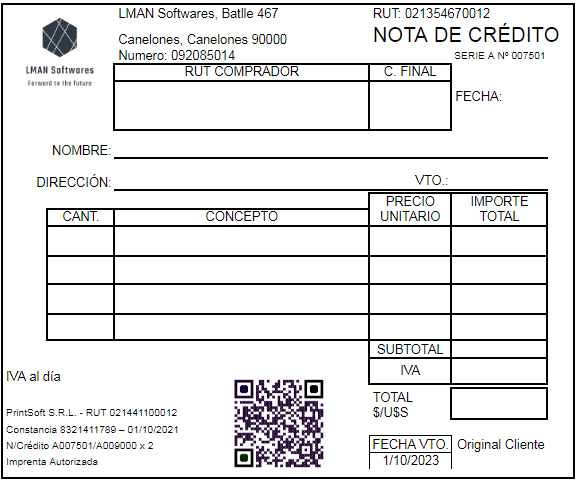 LMAN Softwares, Batlle 467
RUT: 021354670012
Canelones, Canelones 90000
NOTA DE CRÉDITO
Numero: 092085014
SERIE A Nº 007501
LMAN Softwares
Forward to the future
RUT COMPRADOR
C. FINAL
FECHA:
NOMBRE:
DIRECCIÓN:
VTO.:
CANT.
CONCEPTO
PRECIO
UNITARIO
IMPORTE
TOTAL
SUBTOTAL
IVA
IVA al día
TOTAL
$/U$S
PrintSoft S.R.L. - RUT 021441100012
Constancia 8321411789 – 01/10/2021
N/Crédito A007501/A009000 x 2
Imprenta Autorizada
FECHA VTO.
1/10/2023
Original Cliente